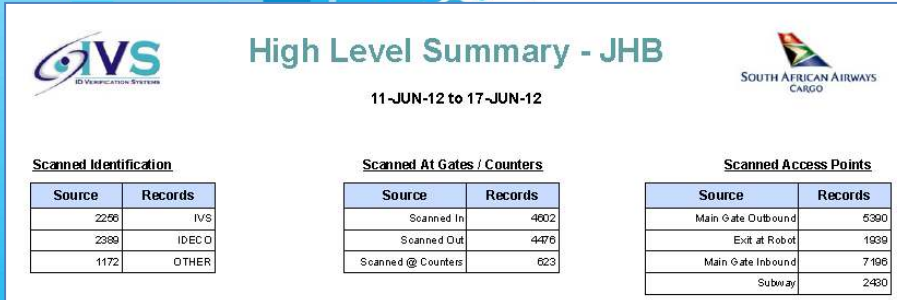 IVS
ID VERIFICATION SYSTEMS
High Level Summary - JHB
11-JUN-12 to 17-JUN-12
SOUTH AFRICAN AIRWAYS
CARGO
Scanned Identification
Source Records
2256 IVS
2389 IDECO
1172 OTHER
Scanned At Gates / Counters
Source Records
Scanned In 4602
Scanned Out 4476
Scanned @ Counters 623
Scanned Access Points
Source Records
Main Gate Outbound 5390
Exit at Robot 1939
Main Gate Inbound 7196
Subway 2430